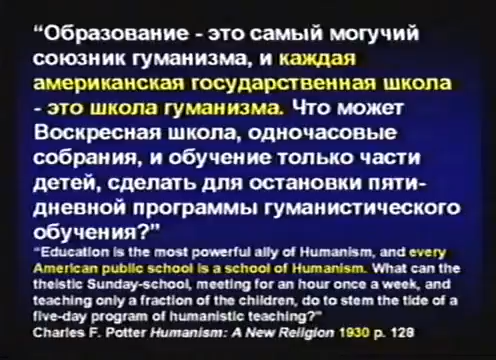 “Образование - это самый могучий
союзник гуманизма, и каждая
американская государственная школа
- это школа гуманизма. Что может
Воскресная школа, одночасовые
собрания, и обучение только части
детей, сделать для остановки пяти-
дневной программы гуманистического
обучения?”
“Education is the most powerful ally of Humanism, and every
American public school is a school of Humanism. What can the
theistic Sunday-school, meeting for an hour once a week, and
teaching only a fraction of the children, do to stem the tide of a
five-day program of humanistic teaching?”
Charles F. Potter Humanism: A New Religion 1930 p. 128